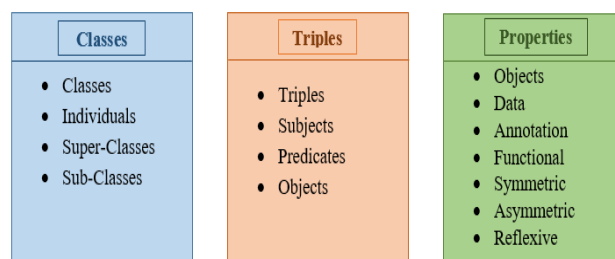 Classes
• Classes
• Individuals
• Super-Classes
• Sub-Classes
Triples
• Triples
• Subjects
• Predicates
• Objects
Properties
• Objects
• Data
• Annotation
• Functional
• Symmetric
• Asymmetric
• Reflexive